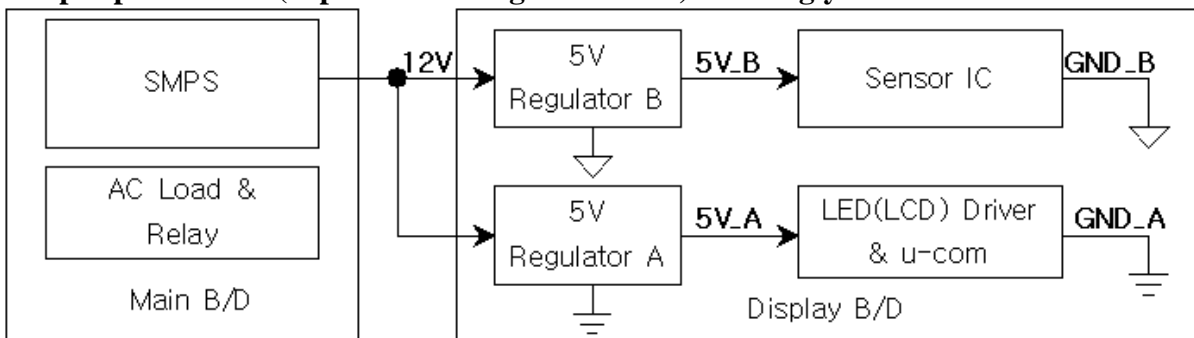 SMPS
AC Load &
Relay
Main B/D
12V
5V
Regulator B
5V_B
Sensor IC
GND_B
5V
Regulator A
5V_A
LED(LCD) Driver
& u-com
GND_A
Display B/D